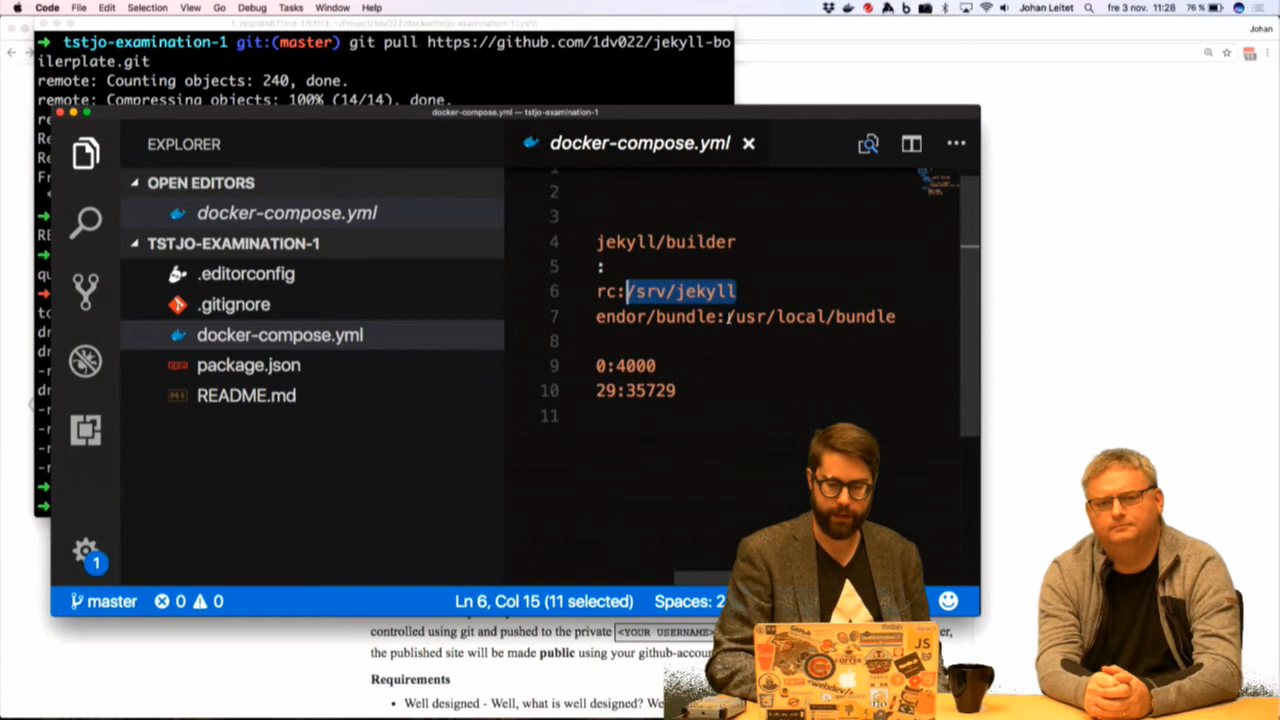 Code File Edit Selection View Go Debug Tasks Window Help
Johan Leitet fre 3 nov. 11:28 76 %
Johan
tstjo-examination-1 git:(master) git pull https://github.com/1dv022/jekyll-bo
ilerplate.git
remote: Counting objects: 240, done.
remote: Compressing objects: 100% (14/14), done.
docker-compose.yml — tstjo-examination-1
EXPLORER
OPEN EDITORS
docker-compose.yml
TSTJO-EXAMINATION-1
.editorconfig
.gitignore
docker-compose.yml
package.json
README.md
docker-compose.yml
1
2
3
4 jekyll/builder
5 :
6 rc:/srv/jekyll
7 endor/bundle:/usr/local/bundle
8
9 0:4000
10 29:35729
11
1
master 0 0 Ln 6, Col 15 (11 selected) Spaces: 2
controlled using git and pushed to the private <YOUR USERNAME>
the published site will be made public using your github-accou
Requirements
Well designed - Well, what is well designed? We
JS
webdev